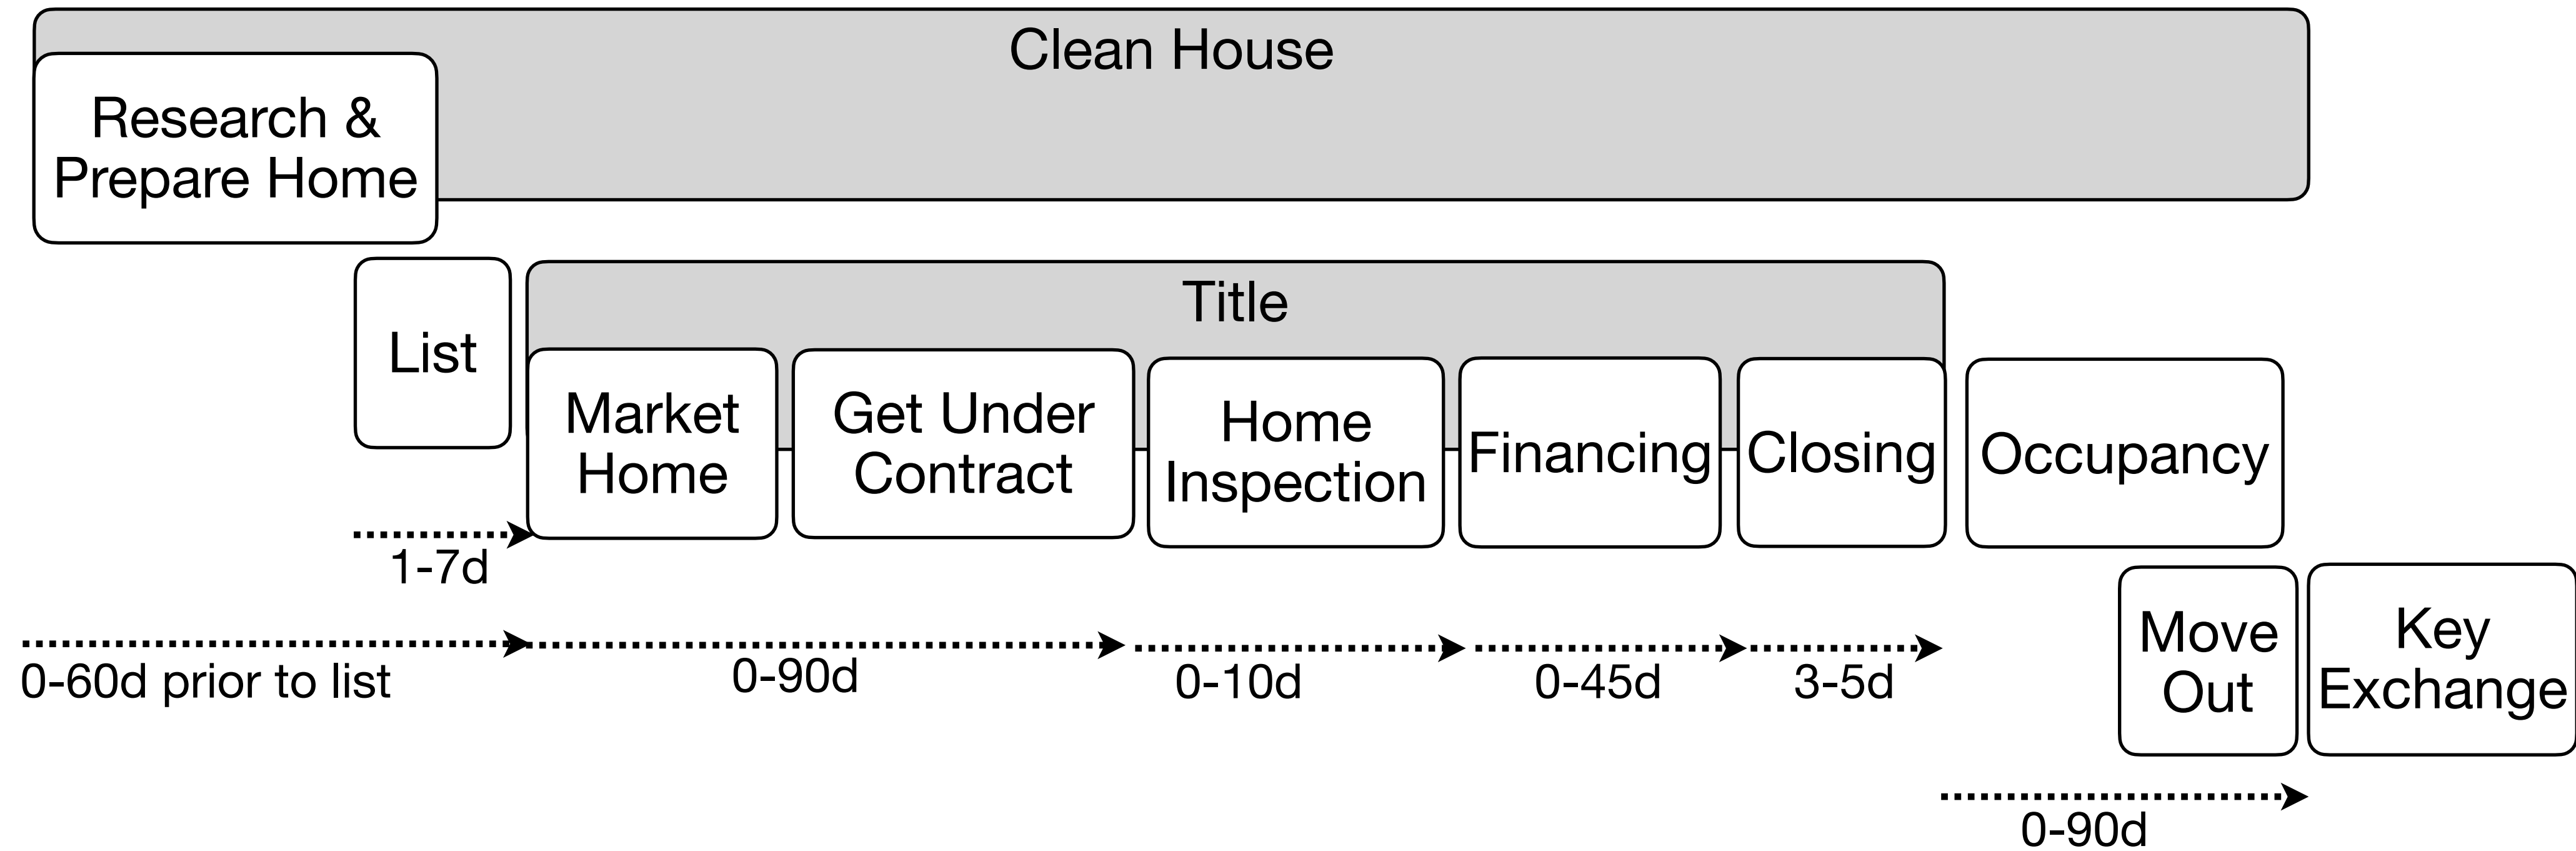 Clean House
Research &
Prepare Home
List
Title
Market
Home
Get Under
Contract
Home
Inspection
Financing
Closing
Occupancy
1-7d
Move
Out
Key
Exchange
0-60d prior to list
0-90d
0-10d
0-45d
3-5d
0-90d